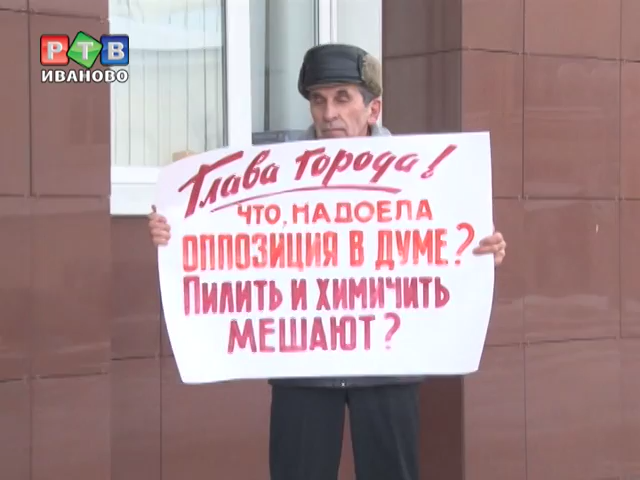 РТВ
ИВАНОВО
Глава города!
ЧТО, НАДОЕЛА
ОППОЗИЦИЯ В ДУМЕ?
ПИЛИТЬ И ХИМИЧИТЬ
МЕШАЮТ?